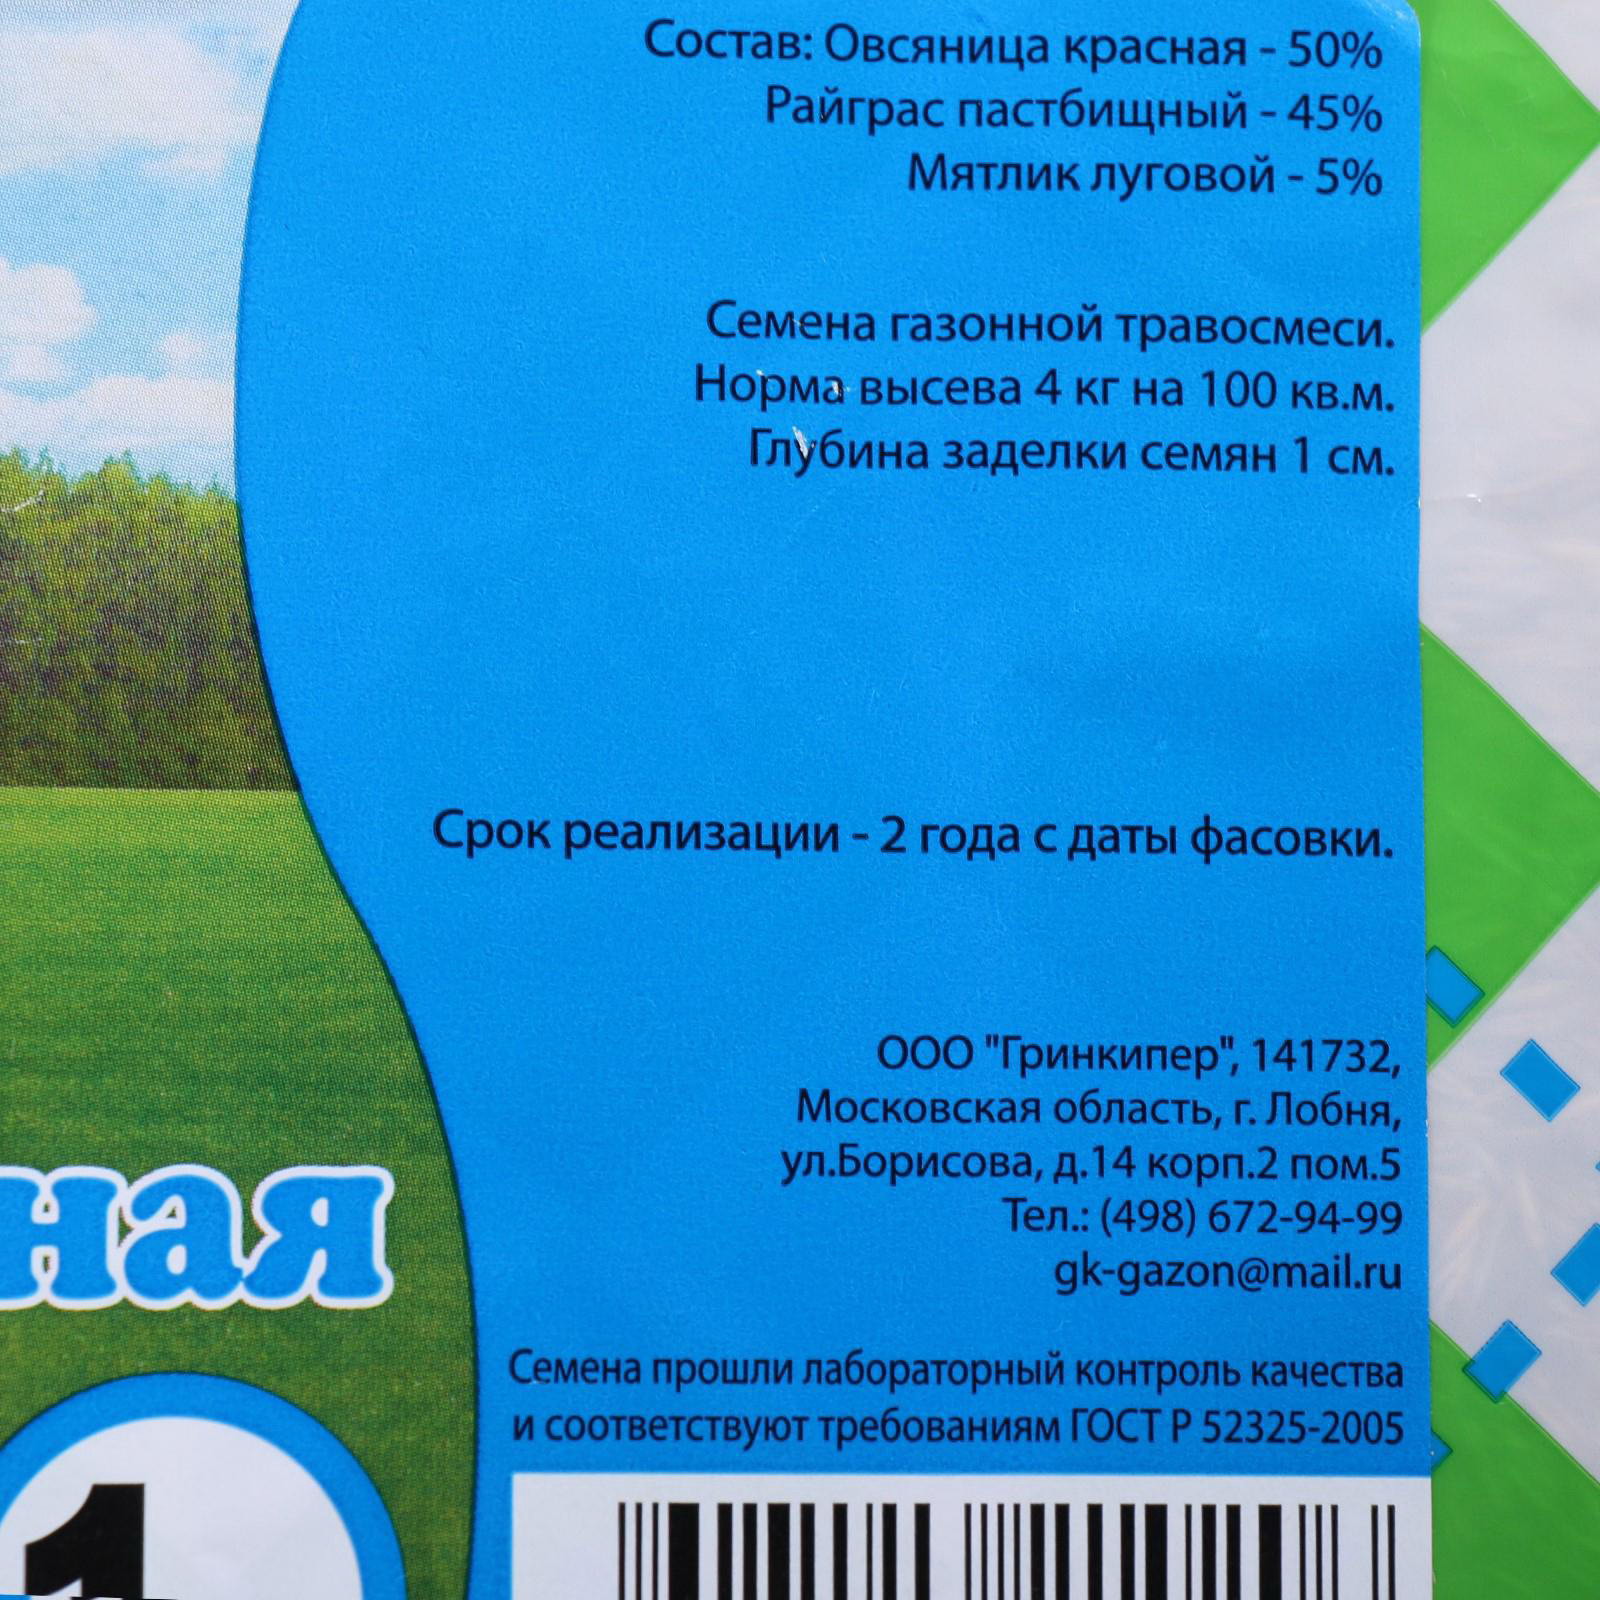 Состав: Овсяница красная - 50%
Райграс пастбищный - 45%
Мятлик луговой - 5%
Семена газонной травосмеси.
Норма высева 4 кг на 100 кв.м.
Глубина заделки семян 1 см.
Срок реализации - 2 года с даты фасовки.
ООО "Гринкипер", 141732,
Московская область, г. Лобня,
ул.Борисова, д.14 корп.2 пом.5
Тел.: (498) 672-94-99
gk-gazon@mail.ru
Семена прошли лабораторный контроль качества
и соответствуют требованиям ГОСТ Р 52325-2005
ная
1